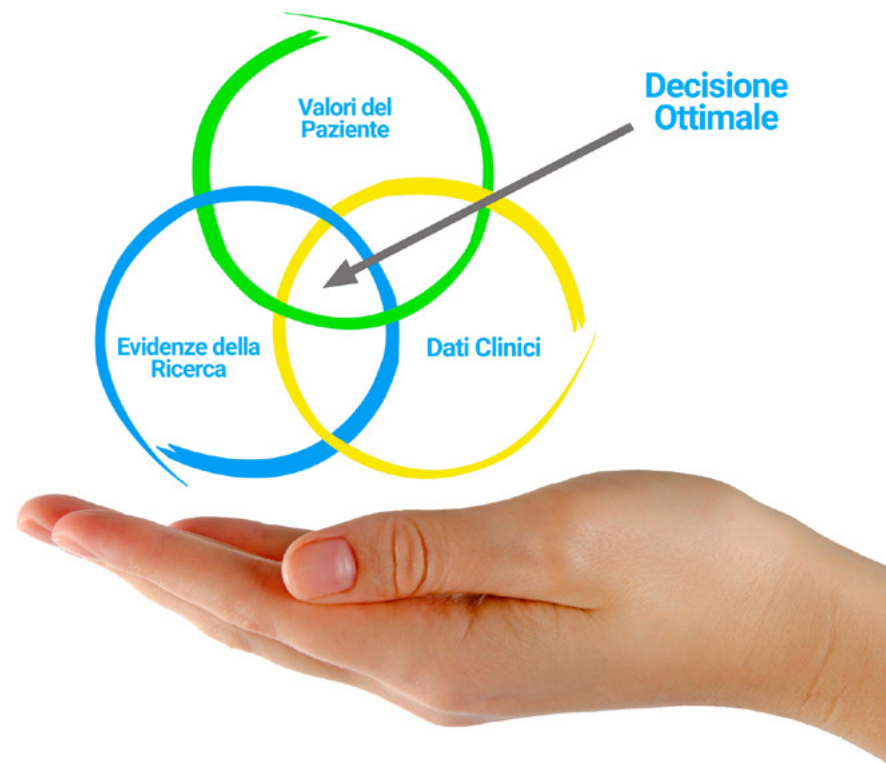 Valori del
Paziente
Decisione
Ottimale
Evidenze della
Ricerca
Dati Clinici